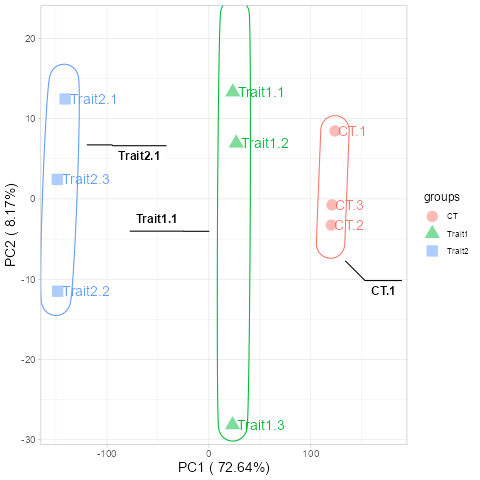 20
10
0
-10
-20
-30
-100
0
100
PC1 ( 72.64%)
PC2 ( 8.17%)
Trait2.1
Trait2.3
Trait2.2
Trait2.1
Trait1.1
Trait1.1
Trait1.2
Trait1.3
CT.1
CT.3
CT.2
CT.1
groups
CT
Trait1
Trait2